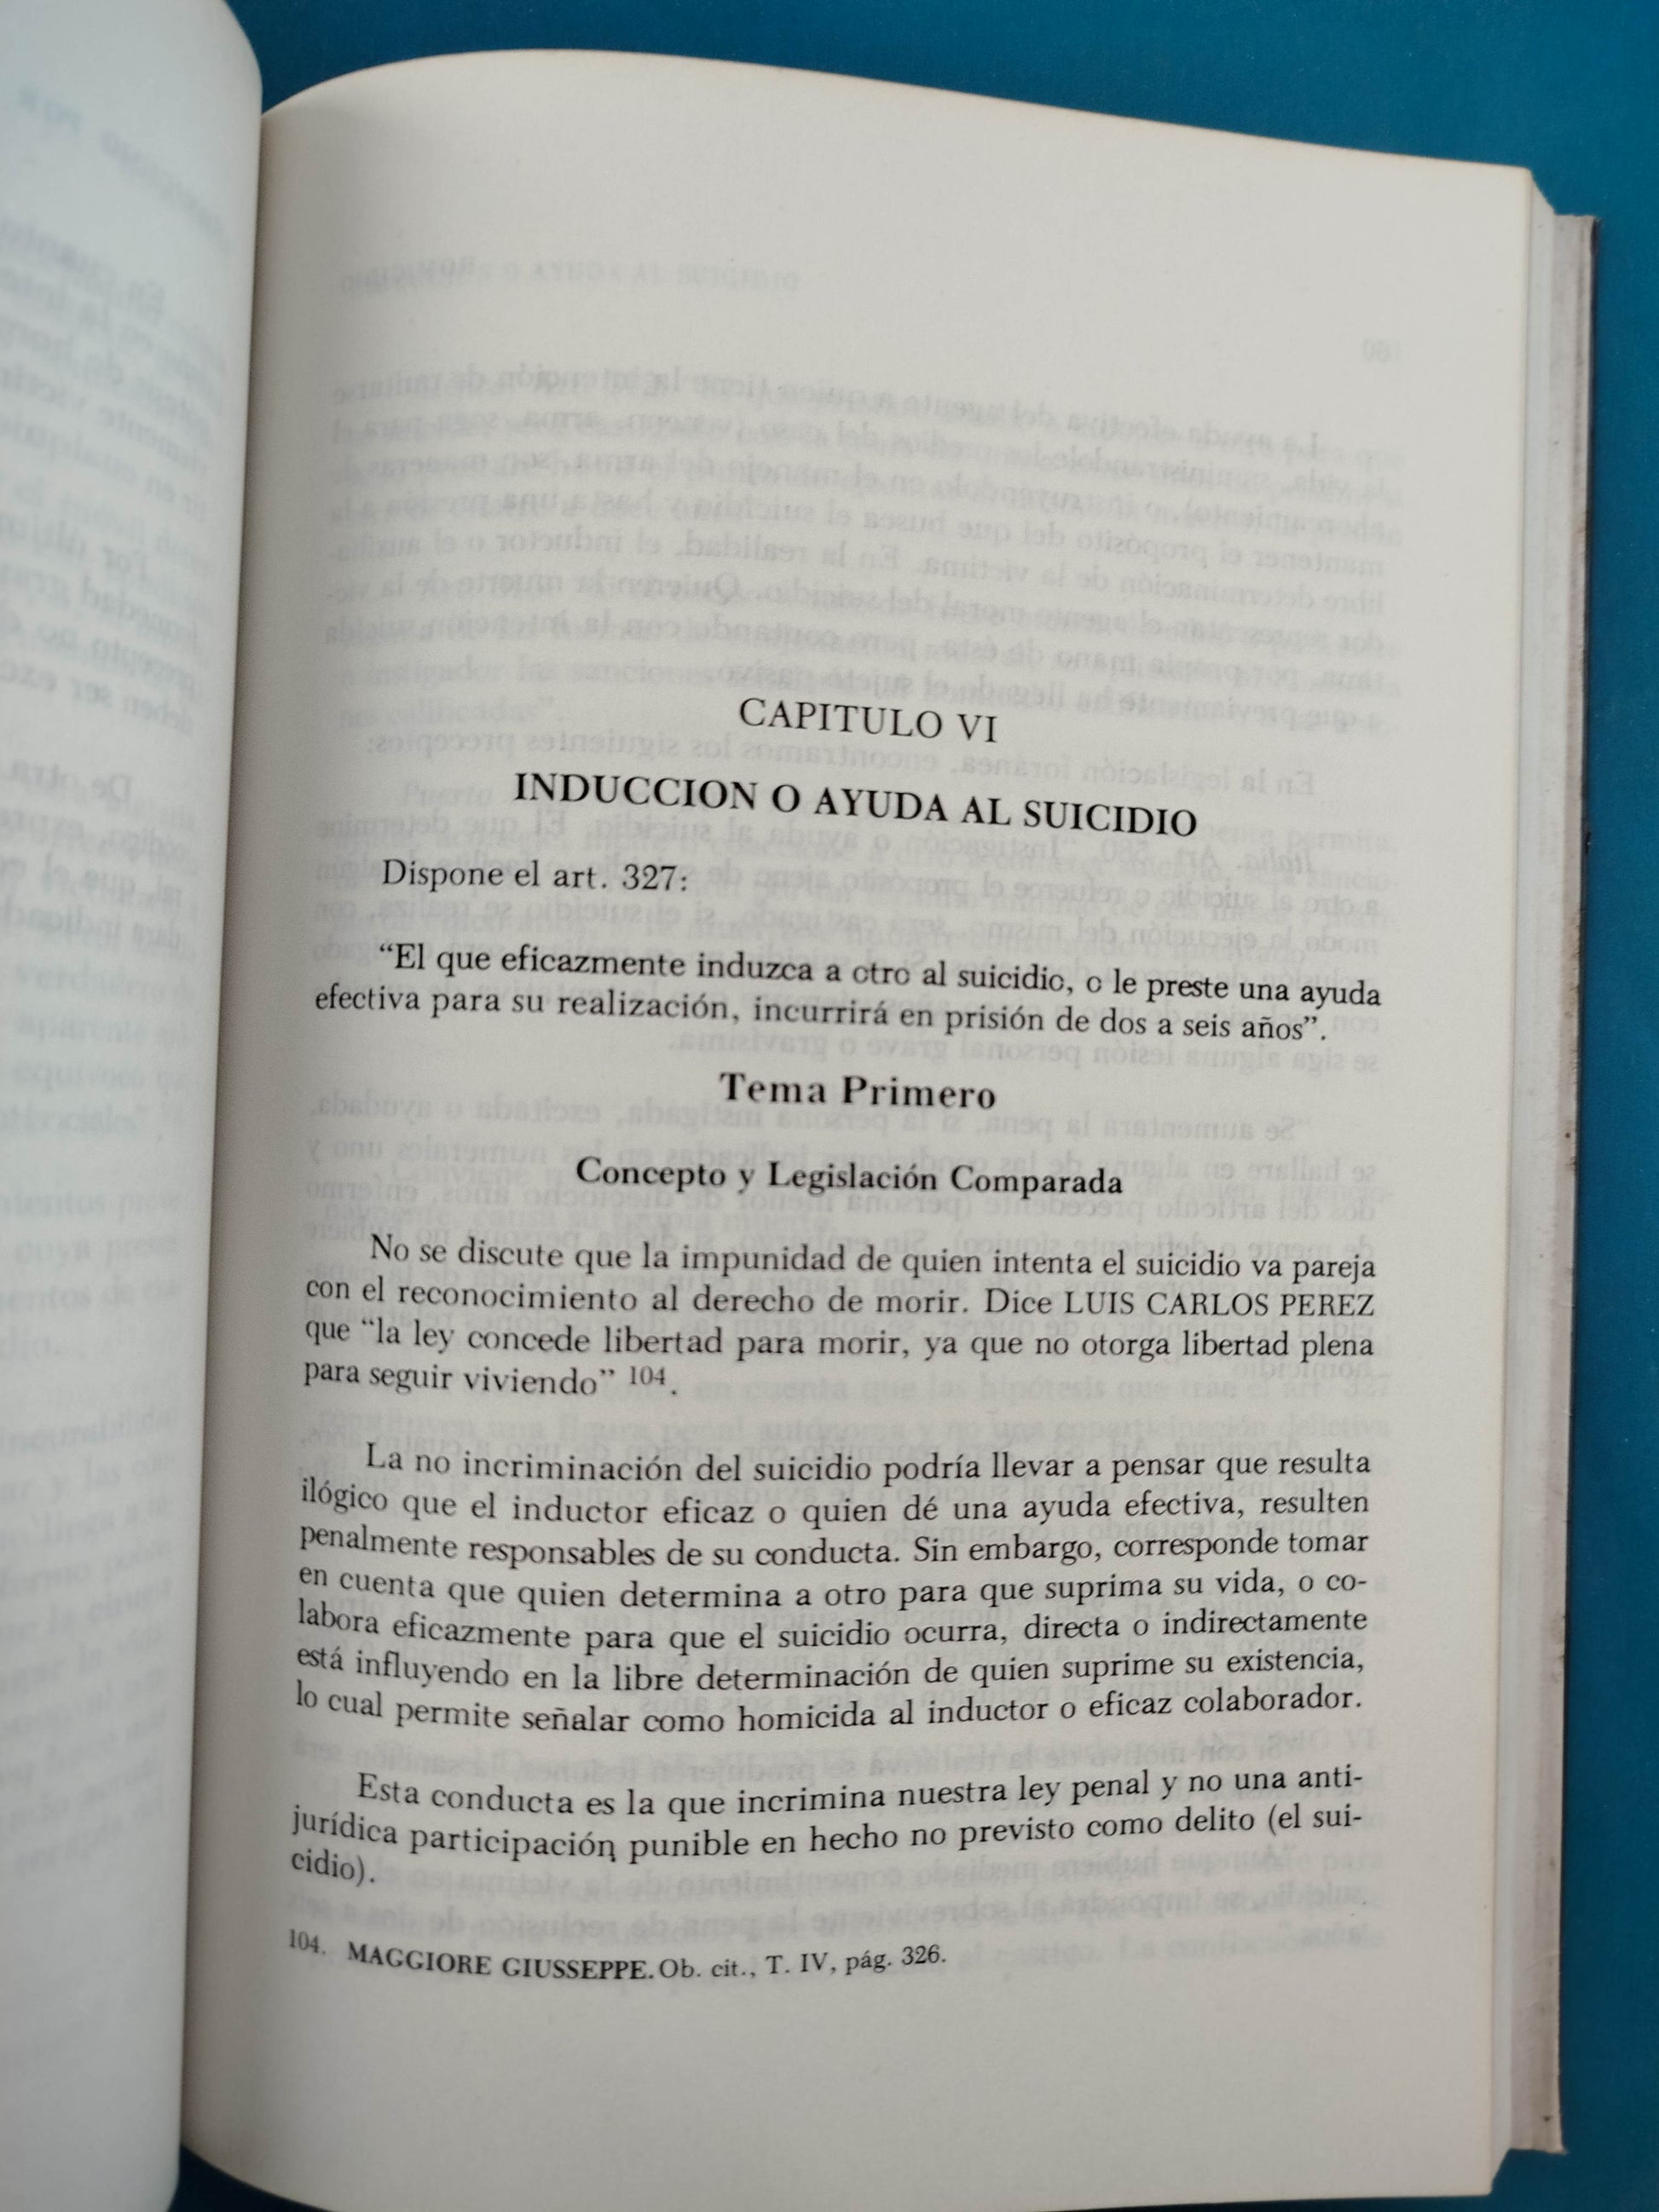 CAPITULO VI
INDUCCION O AYUDA AL SUICIDIO
Dispone el art. 327:
“El que eficazmente induzca a otro al suicidio, o le preste una ayuda
efectiva para su realización, incurrirá en prisión de dos a seis años”.
Tema Primero
Concepto y Legislación Comparada
No se discute que la impunidad de quien intenta el suicidio va pareja
con el reconocimiento al derecho de morir. Dice LUIS CARLOS PEREZ
que “la ley concede libertad para morir, ya que no otorga libertad plena
para seguir viviendo” 104.
La no incriminación del suicidio podría llevar a pensar que resulta
ilógico que el inductor eficaz o quien dé una ayuda efectiva, resulten
penalmente responsables de su conducta. Sin embargo, corresponde tomar
en cuenta que quien determina a otro para que suprima su vida, o co-
labora eficazmente para que el suicidio ocurra, directa o indirectamente
está influyendo en la libre determinación de quien suprime su existencia,
lo cual permite señalar como homicida al inductor o eficaz colaborador.
Esta conducta es la que incrimina nuestra ley penal y no una anti-
jurídica participación punible en hecho no previsto como delito (el sui-
cidio).
104. MAGGIORE GIUSSEPPE. Ob. cit., T. IV, pág. 326.